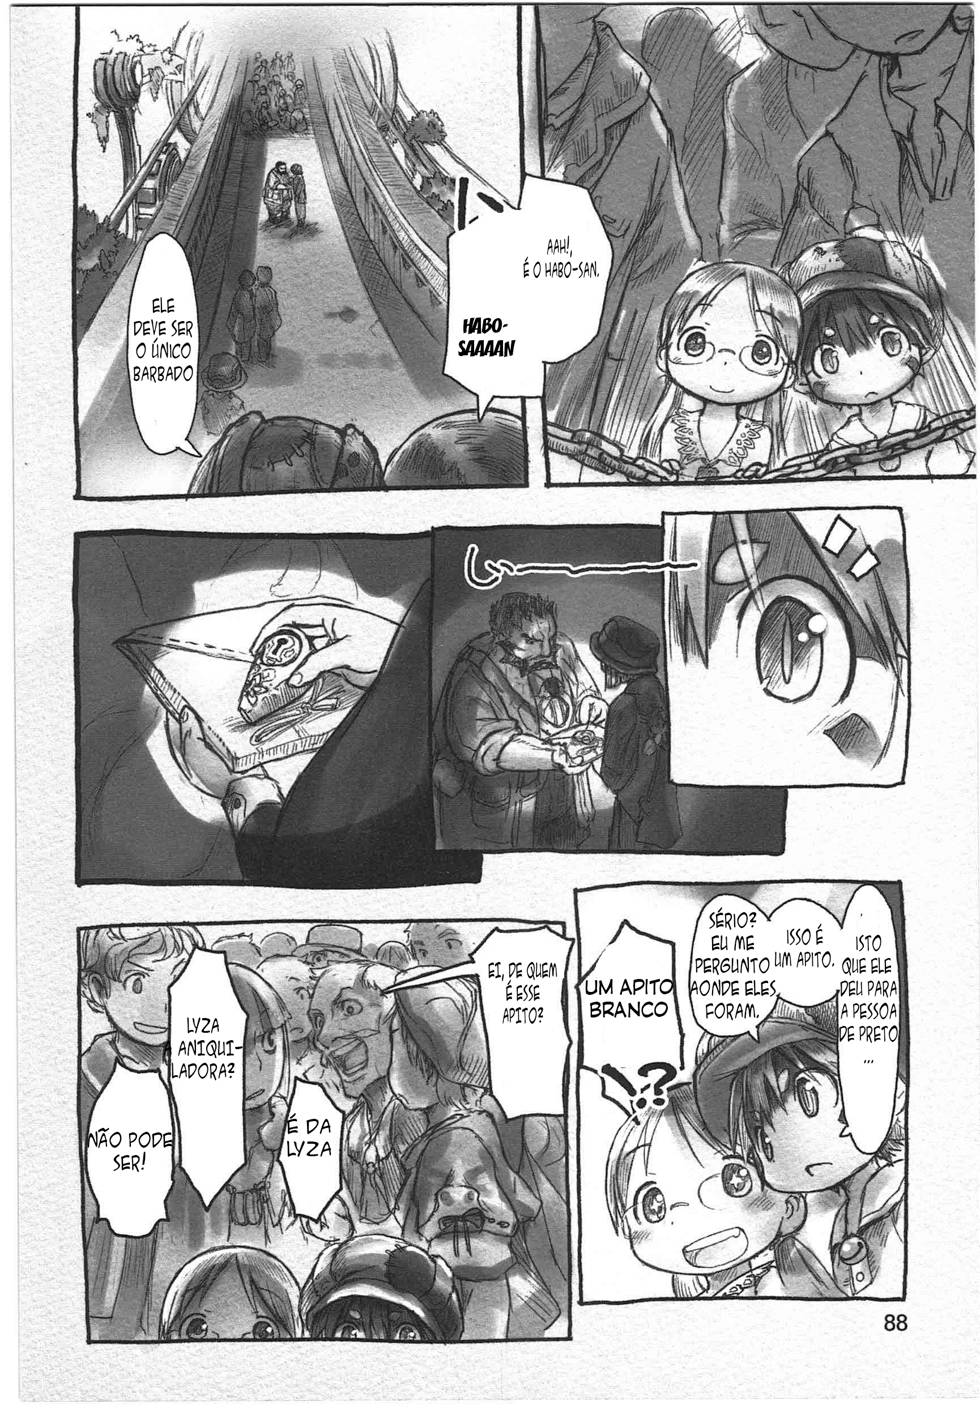 AAH!,
É O HABO-SAN.
HABO-
SAAAAN
ELE
DEVE SER
O ÚNICO
BARBADO
ISTO
QUE ELE
DEU PARA
A PESSOA
DE PRETO
...
ISSO É
UM APITO.
SÉRIO?
EU ME
PERGUNTO
AONDE ELES
FORAM.
UM APITO
BRANCO
!?
EI, DE QUEM
É ESSE
APITO?
É DA
LYZA
LYZA
ANIQUI-
LADORA?
NÃO PODE
SER!
88